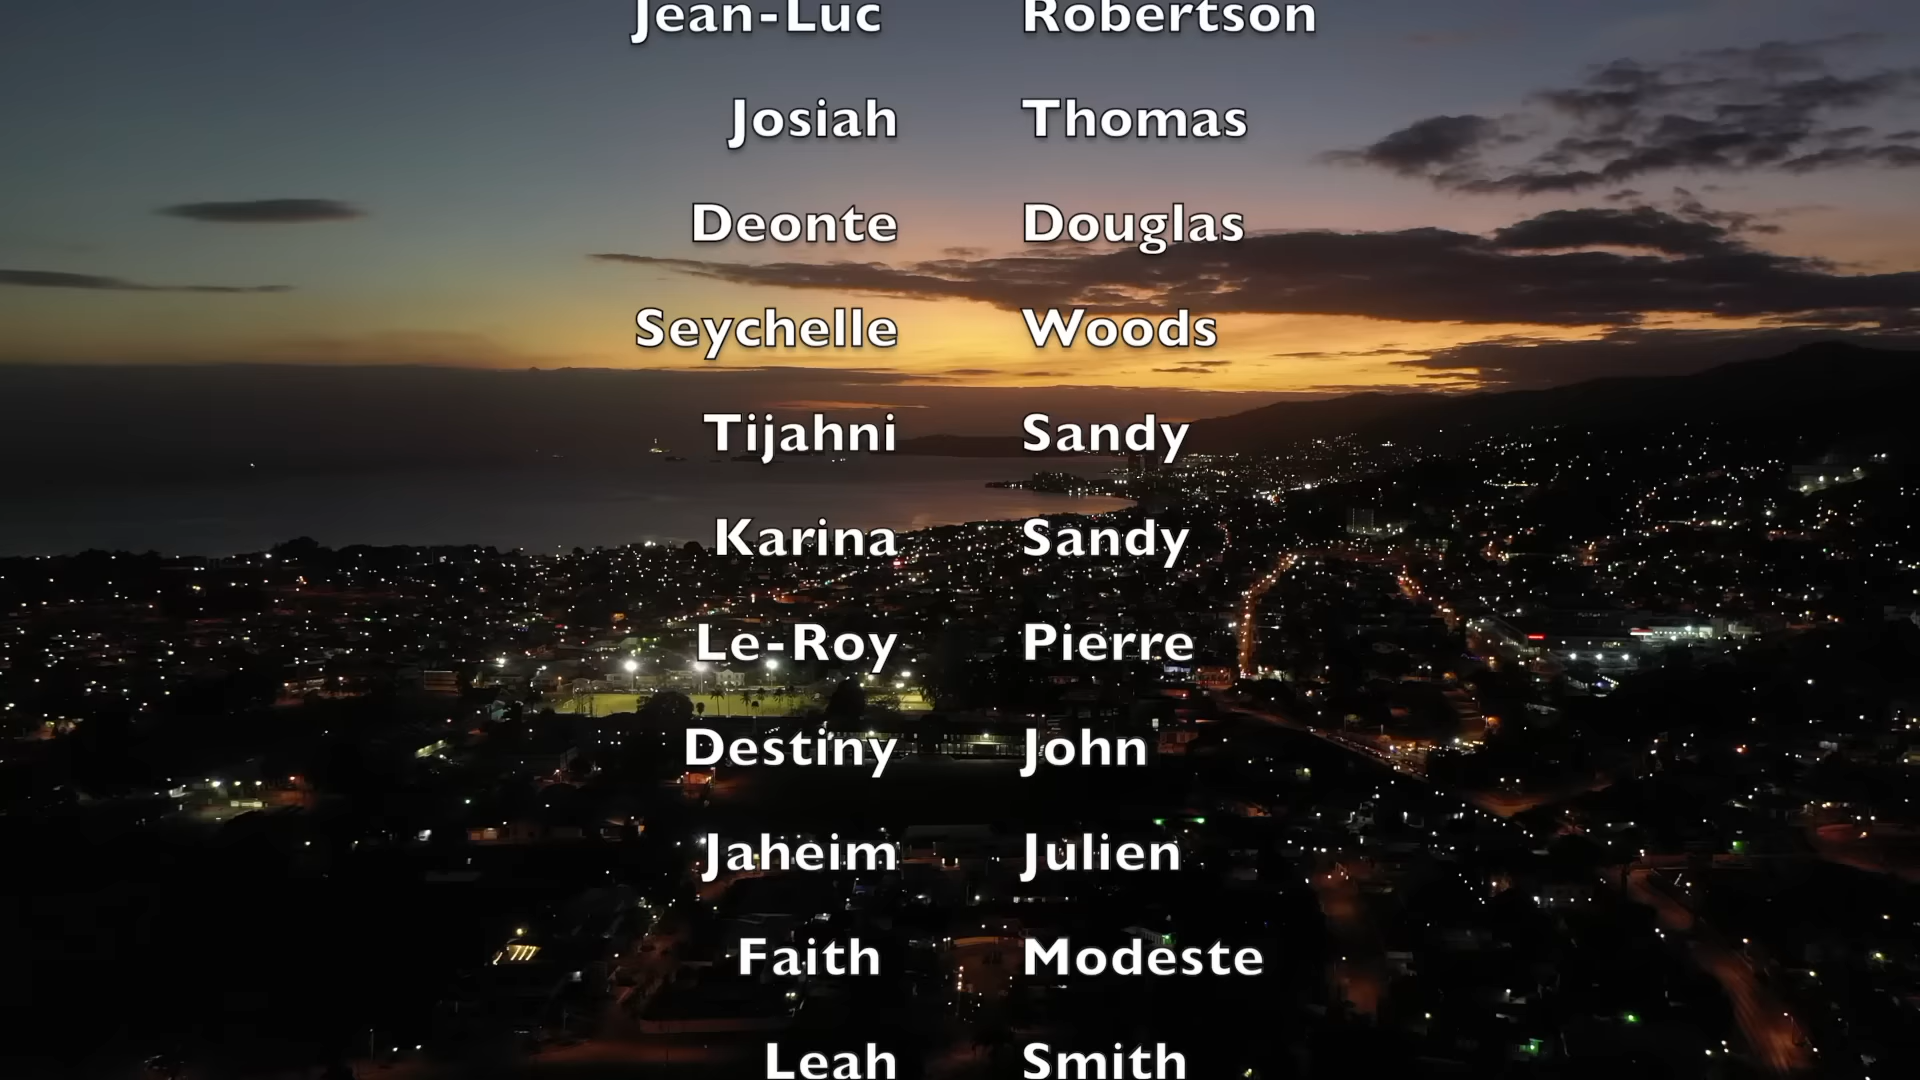 Jean-Luc Robertson
Josiah Thomas
Deonte Douglas
Seychelle Woods
Tijahni Sandy
Karina Sandy
Le-Roy Pierre
Destiny John
Jaheim Julien
Faith Modeste
Leah Smith